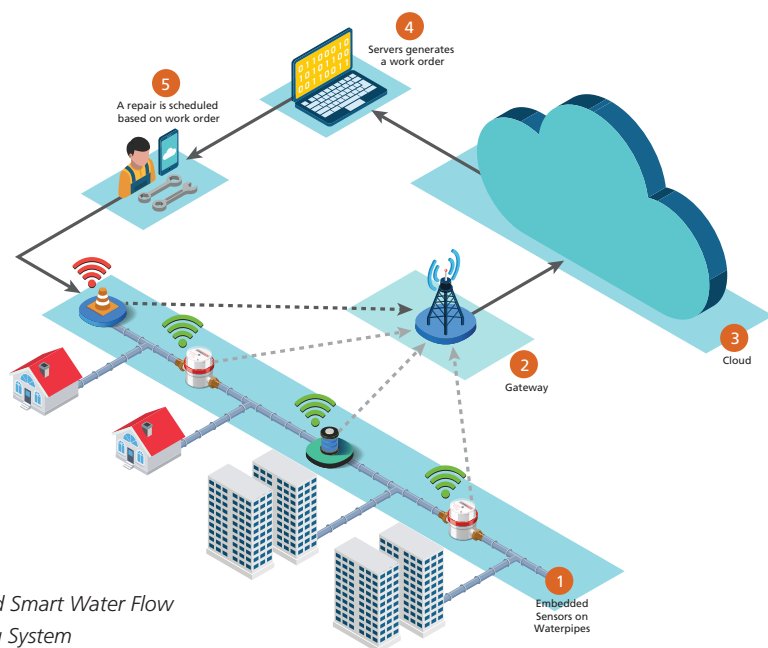 4
Servers generates
a work order
5
A repair is scheduled
based on work order
01100010
3
Cloud
2
Gateway
1
Embedded
Sensors on
Waterpipes
Smart Water Flow
System